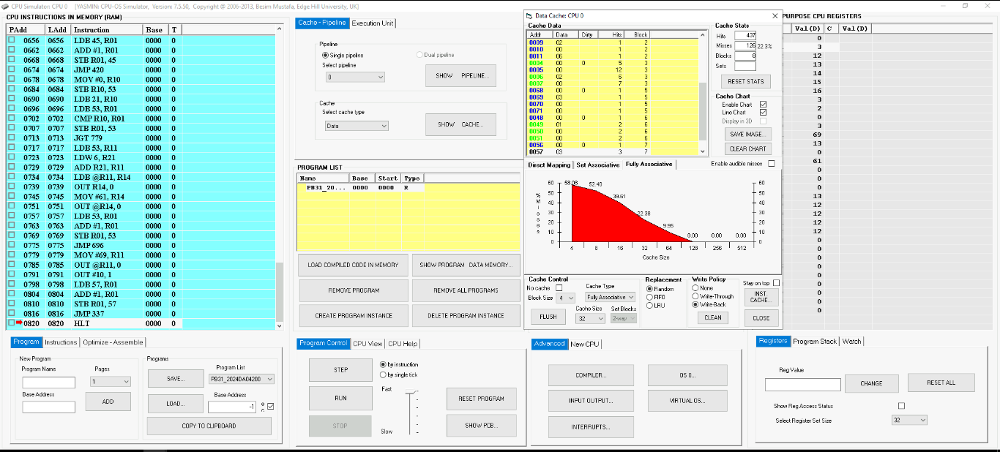 CPU Simulator: CPU 0 [YASMIN: CPU-OS Simulator, Version: 7.5.50, Copyright @ 2006-2013, Besim Mustafa, Edge Hill University, UK]
CPU INSTRUCTIONS IN MEMORY (RAM)
PAdd LAdd Instruction Base T
0656 0656 LDB 45, R01 0000 0
0662 0662 ADD #1, R01 0000 0
0668 0668 STB R01, 45 0000 0
0674 0674 JMP 420 0000 0
0678 0678 MOV #0, R10 0000 0
0684 0684 STB R10, 53 0000 0
0690 0690 LDB 21, R10 0000 0
0696 0696 LDB 53, R01 0000 0
0702 0702 CMP R10, R01 0000 0
0707 0707 STB R01, 53 0000 0
0713 0713 JGT 779 0000 0
0717 0717 LDB 53, R11 0000 0
0723 0723 LDW 6, R21 0000 0
0729 0729 ADD R21, R11 0000 0
0734 0734 LDB @R11, R14 0000 0
0739 0739 OUT R14, 0 0000 0
0745 0745 MOV #61, R14 0000 0
0751 0751 OUT @R14, 0 0000 0
0757 0757 LDB 53, R01 0000 0
0763 0763 ADD #1, R01 0000 0
0769 0769 STB R01, 53 0000 0
0775 0775 JMP 696 0000 0
0779 0779 MOV #69, R11 0000 0
0785 0785 OUT @R11, 0 0000 0
0791 0791 OUT #10, 1 0000 0
0798 0798 LDB 57, R01 0000 0
0804 0804 ADD #1, R01 0000 0
0810 0810 STB R01, 57 0000 0
0816 0816 JMP 337 0000 0
0820 0820 HLT 0000 0
Program Instructions Optimize - Assemble
New Program
Program Name Pages
1
Base Address
ADD
Programs
SAVE... Program List
PB31_2024DA04200
LOAD... Base Address
-1
COPY TO CLIPBOARD
Cache - Pipeline Execution Unit
Pipeline
Single pipeline Dual pipeline
Select pipeline
0 SHOW PIPELINE...
Cache
Select cache type
Data SHOW CACHE...
PROGRAM LIST
Name Base Start Type
PB31_20... 0000 0000 R
LOAD COMPILED CODE IN MEMORY SHOW PROGRAM DATA MEMORY...
REMOVE PROGRAM REMOVE ALL PROGRAMS
CREATE PROGRAM INSTANCE DELETE PROGRAM INSTANCE
Program Control CPU View CPU Help
STEP by instruction
by single tick
RUN Fast RESET PROGRAM
STOP Slow SHOW PCB...
Data Cache: CPU 0
Cache Data
Addr Data Dirty Hits Block
0009 02 1 2
0010 00 1 2
0011 06 1 2
0004 00 0 5 3
0005 00 12 3
0006 02 6 3
0007 00 7 3
0068 00 0 1 5
0069 03 1 5
0070 00 1 5
0071 00 1 5
0048 00 0 1 6
0049 01 2 6
0050 00 2 6
0051 00 2 6
0056 00 0 1 7
0057 03 3 7
Cache Stats
Hits 437
Misses 126 22.3%
Blocks 8
Sets
RESET STATS
Cache Chart
Enable Chart
Line Chart
Display in 3D
SAVE IMAGE...
CLEAR CHART
Direct Mapping Set Associative Fully Associative Enable audible misses
% Misses
60 50 40 30 20 10 0
58.08 52.40 39.61 22.38 9.95 0.00 0.00 0.00
60 50 40 30 20 10 0
4 8 16 32 64 128 256 512
Cache Size
Cache Control
No cache
Block Size 4
FLUSH
Cache Type
Fully Associative
Cache Size Set Blocks
32 2-way
Replacement
Random
FIFO
LRU
Write Policy
None
Write-Through
Write-Back
CLEAN
Stay on top
INST. CACHE...
CLOSE
Advanced New CPU
COMPILER... OS 0...
INPUT OUTPUT... VIRTUAL OS...
INTERRUPTS...
PURPOSE CPU REGISTERS
Val (D) C Val (D)
0
3
12
13
14
15
16
3
2
0
3
69
13
0
61
0
0
0
13
12
12
12
12
0
0
0
0
0
0
0
0
Registers Program Stack Watch
Reg Value
CHANGE RESET ALL
Show Reg Access Status
Select Register Set Size 32